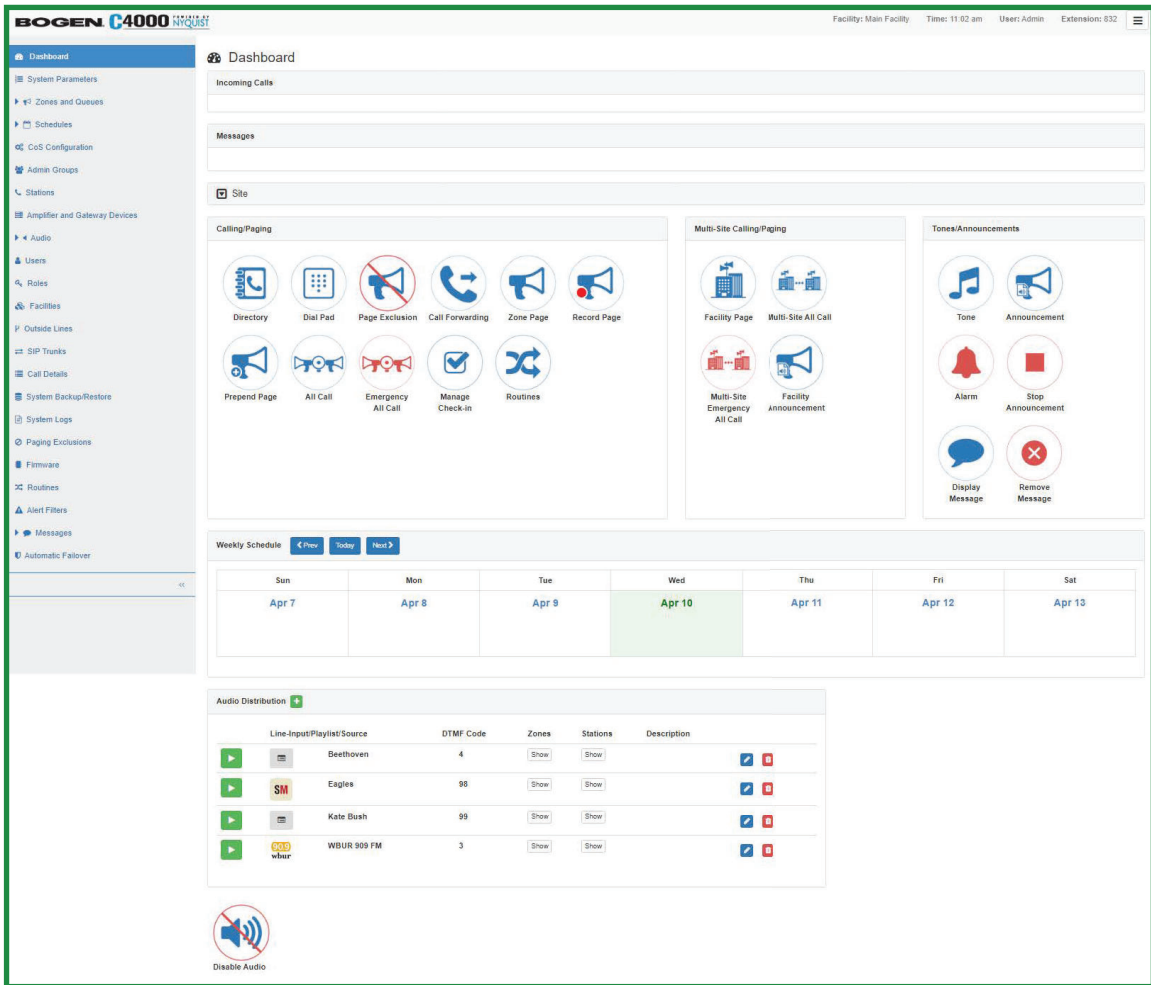 BOGEN C4000 POWERED BY NYQUIST
Facility: Main Facility Time: 11:02 am User: Admin Extension: 832
Dashboard
System Parameters
Zones and Queues
Schedules
CoS Configuration
Admin Groups
Stations
Amplifier and Gateway Devices
Audio
Users
Roles
Facilities
Outside Lines
SIP Trunks
Call Details
System Backup/Restore
System Logs
Paging Exclusions
Firmware
Routines
Alert Filters
Messages
Automatic Failover
Dashboard
Incoming Calls
Messages
Site
Calling/Paging
Directory Dial Pad Page Exclusion Call Forwarding Zone Page Record Page
Prepend Page All Call Emergency Manage Routines
All Call Check-in
Multi-Site Calling/Paging
Facility Page Multi-Site All Call
Multi-Site Facility
Emergency Announcement
All Call
Tones/Announcements
Tone Announcement
Alarm Stop
Announcement
Display Remove
Message Message
Weekly Schedule Prev Today Next
Sun Mon Tue Wed Thu Fri Sat
Apr 7 Apr 8 Apr 9 Apr 10 Apr 11 Apr 12 Apr 13
Audio Distribution
Line-Input/Playlist/Source DTMF Code Zones Stations Description
Beethoven 4 Show Show
SM Eagles 98 Show Show
Kate Bush 99 Show Show
90.9 WBUR 909 FM 3 Show Show
wbur
Disable Audio